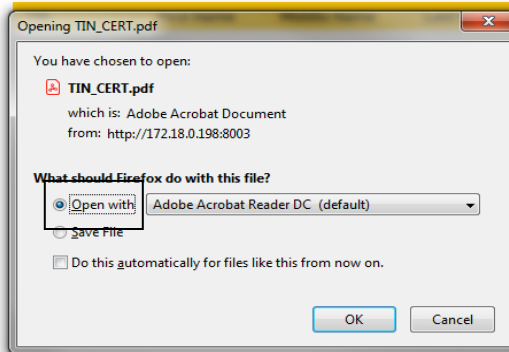 Opening TIN_CERT.pdf
You have chosen to open:
TIN_CERT.pdf
which is: Adobe Acrobat Document
from: http://172.18.0.198:8003
What should Firefox do with this file?
Open with Adobe Acrobat Reader DC (default)
Save File
Do this automatically for files like this from now on.
OK Cancel